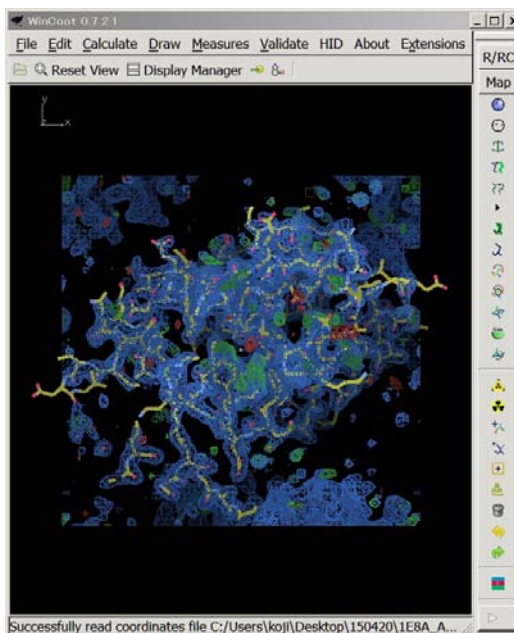 WinCoot 0.7.2.1
File Edit Calculate Draw Measures Validate HID About Extensions
Reset View Display Manager
R/RC
Map
y
x
z
Successfully read coordinates file C:/Users\koji\Desktop\150420\1E8A_A...